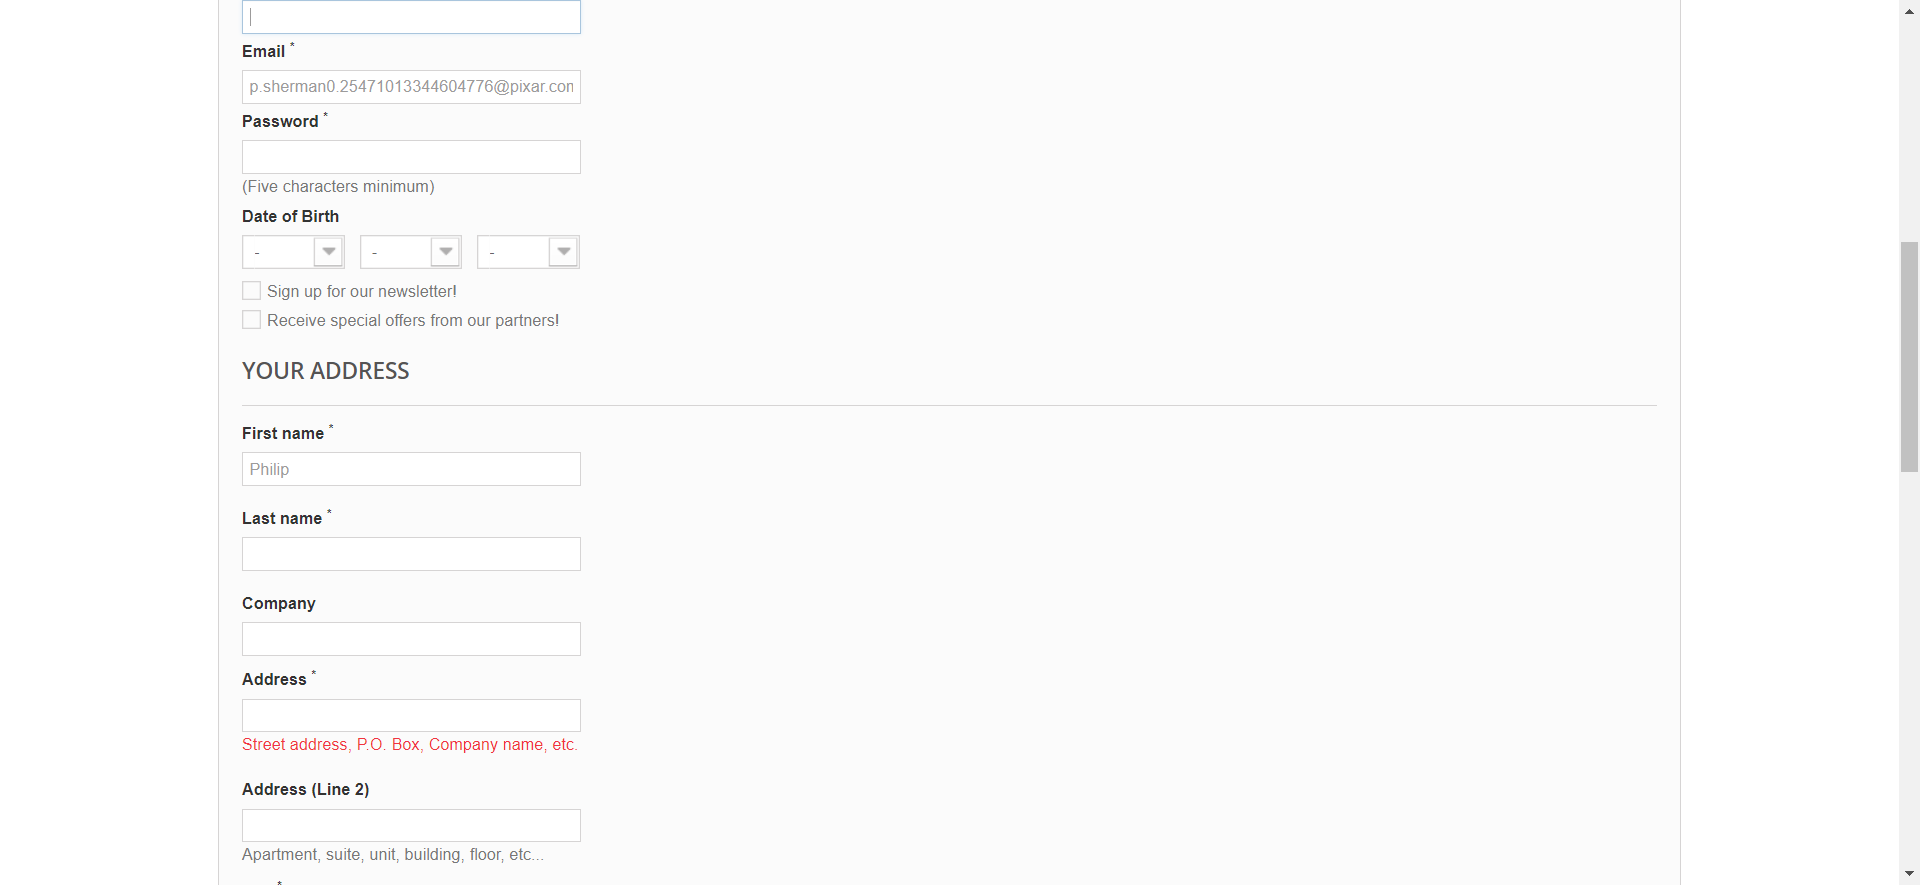 Email *
p.sherman0.25471013344604776@pixar.con
Password *
(Five characters minimum)
Date of Birth
- - -
Sign up for our newsletter!
Receive special offers from our partners!
YOUR ADDRESS
First name *
Philip
Last name *
Company
Address *
Street address, P.O. Box, Company name, etc.
Address (Line 2)
Apartment, suite, unit, building, floor, etc...
*